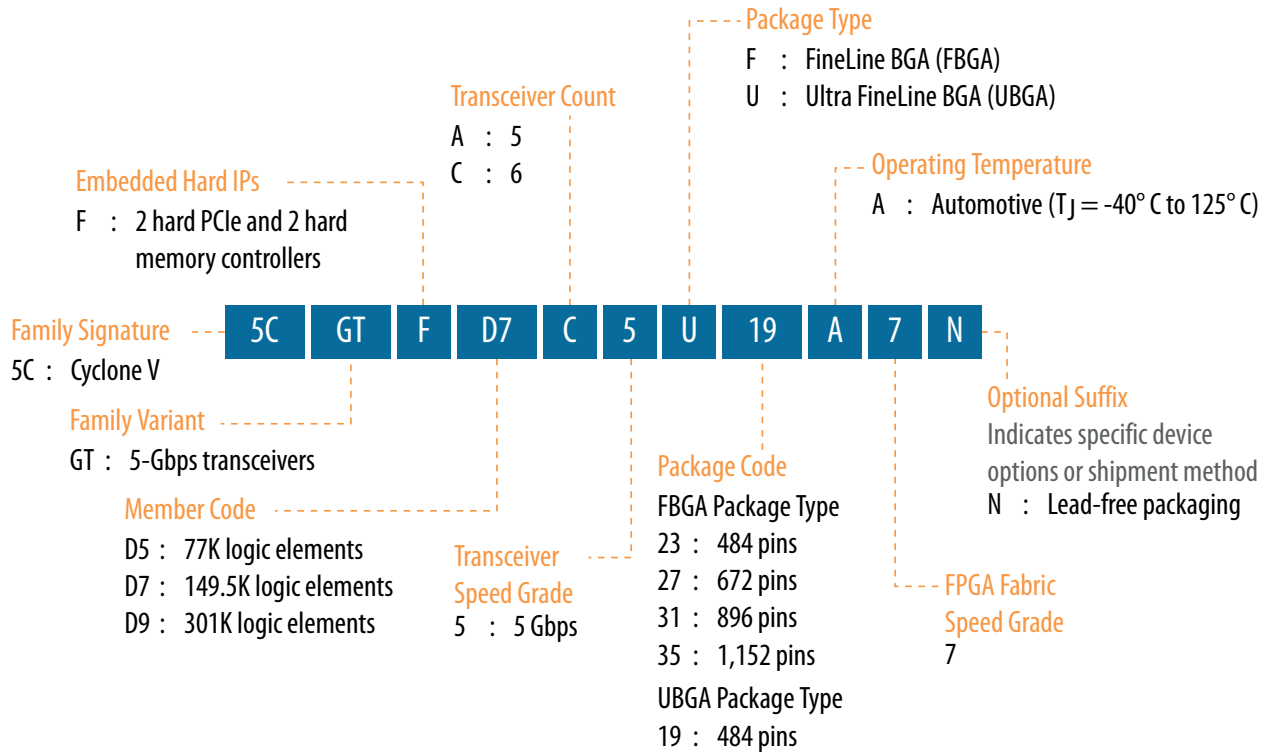 Package Type
F : FineLine BGA (FBGA)
U : Ultra FineLine BGA (UBGA)
Transceiver Count
A : 5
C : 6
Operating Temperature
A : Automotive (TJ = -40° C to 125° C)
Embedded Hard IPs
F : 2 hard PCIe and 2 hard
memory controllers
5C GT F D7 C 5 U 19 A 7 N
Family Signature
5C : Cyclone V
Family Variant
GT : 5-Gbps transceivers
Member Code
D5 : 77K logic elements
D7 : 149.5K logic elements
D9 : 301K logic elements
Transceiver
Speed Grade
5 : 5 Gbps
Package Code
FBGA Package Type
23 : 484 pins
27 : 672 pins
31 : 896 pins
35 : 1,152 pins
UBGA Package Type
19 : 484 pins
FPGA Fabric
Speed Grade
7
Optional Suffix
Indicates specific device
options or shipment method
N : Lead-free packaging